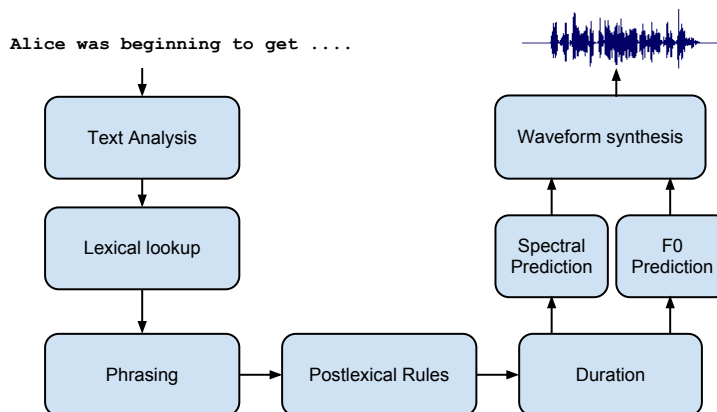 Alice was beginning to get ....
Text Analysis
Lexical lookup
Phrasing
Postlexical Rules
Duration
Spectral
Prediction
F0
Prediction
Waveform synthesis